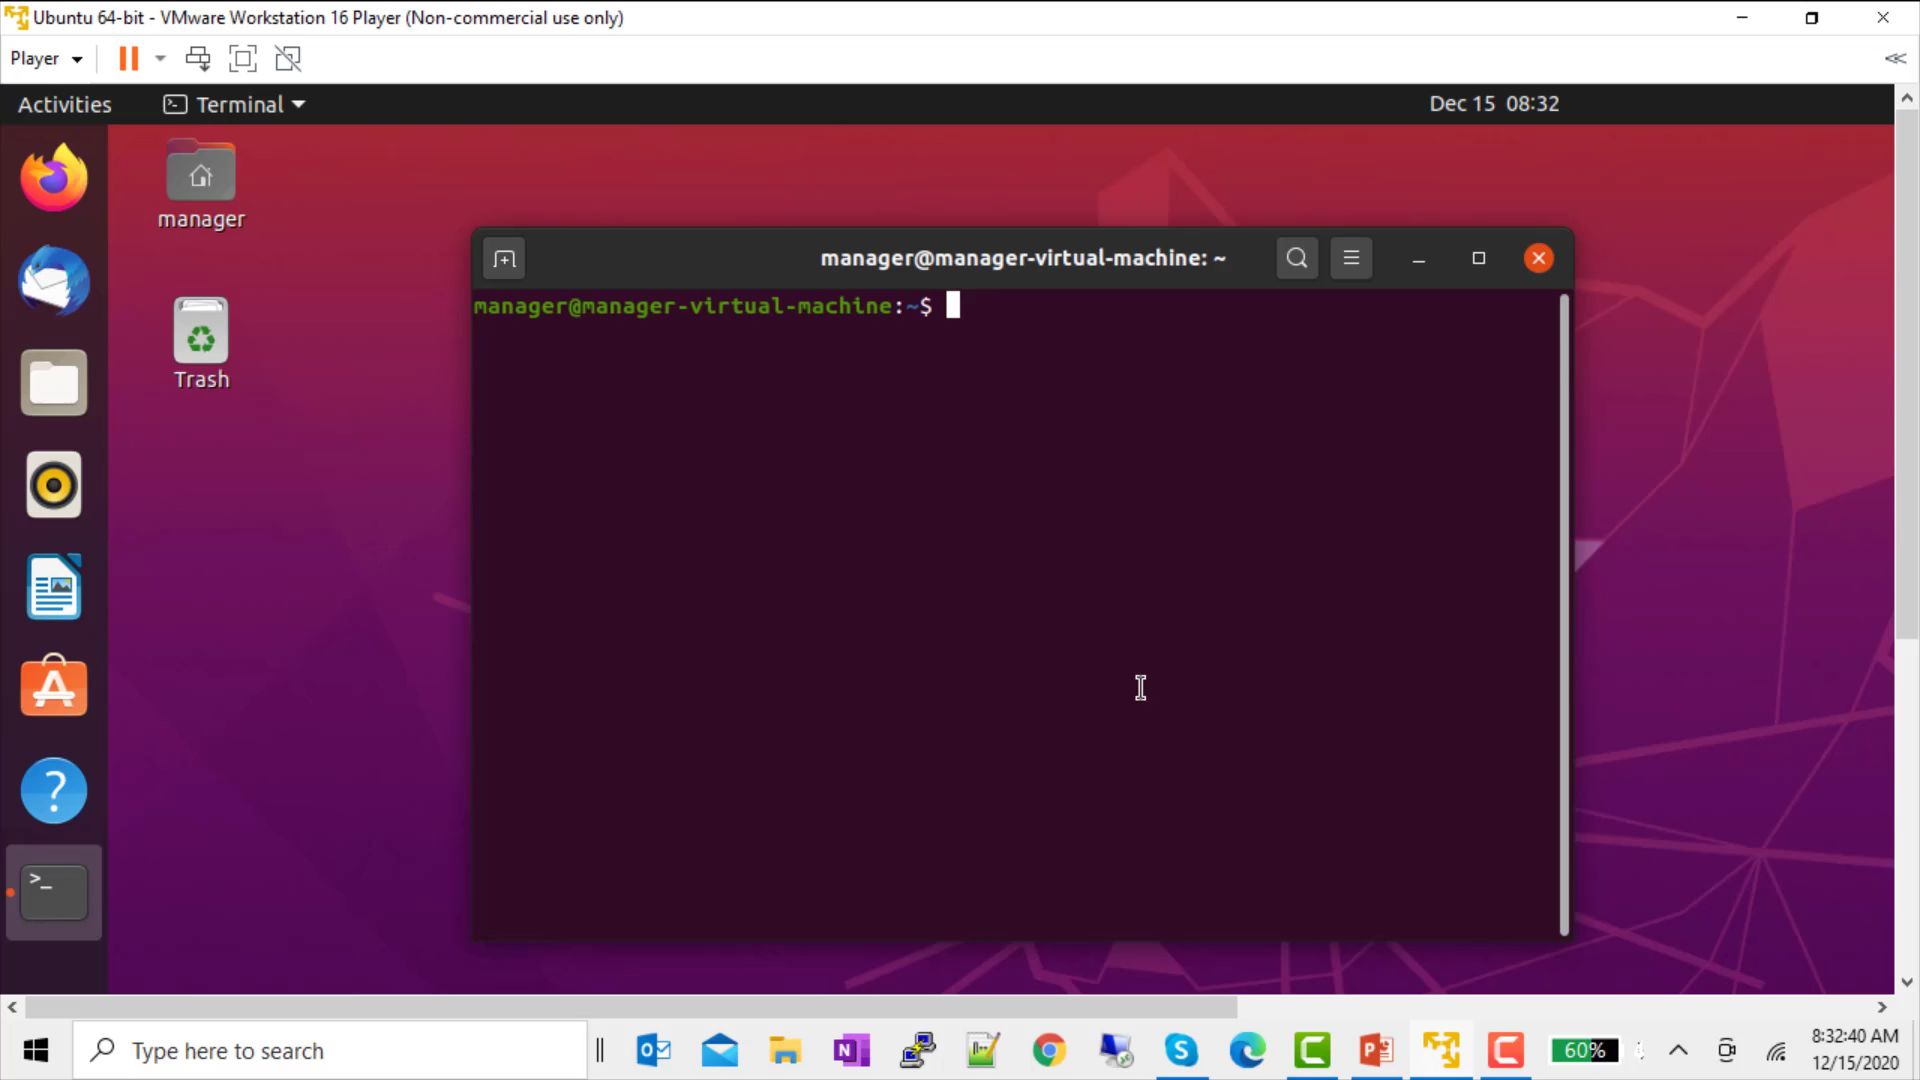 Ubuntu 64-bit - VMware Workstation 16 Player (Non-commercial use only)
Player
Activities
Terminal
Dec 15 08:32
manager
Trash
manager@manager-virtual-machine: ~
manager@manager-virtual-machine:~$
Type here to search
60%
8:32:40 AM
12/15/2020